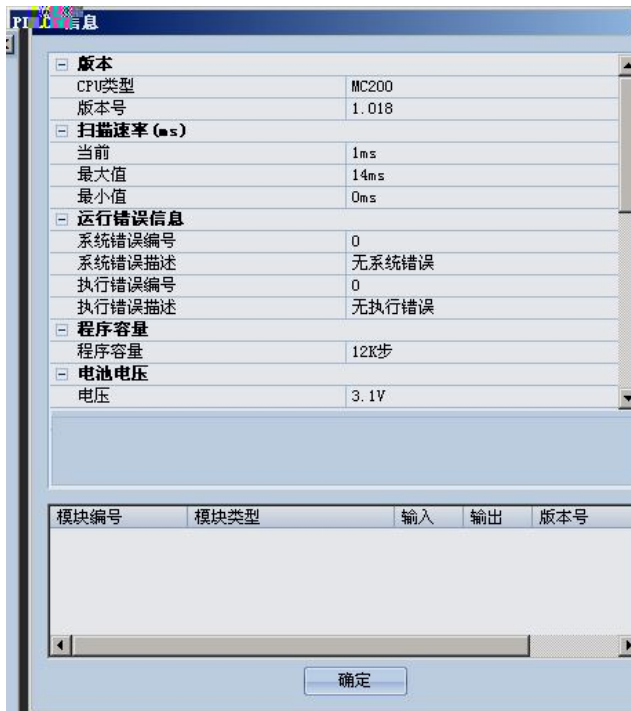 PLC信息
版本
CPU类型 MC200
版本号 1.018
扫描速率(ms)
当前 1ms
最大值 14ms
最小值 0ms
运行错误信息
系统错误编号 0
系统错误描述 无系统错误
执行错误编号 0
执行错误描述 无执行错误
程序容量
程序容量 12K步
电池电压
电压 3.1V
模块编号 模块类型 输入 输出 版本号
确定